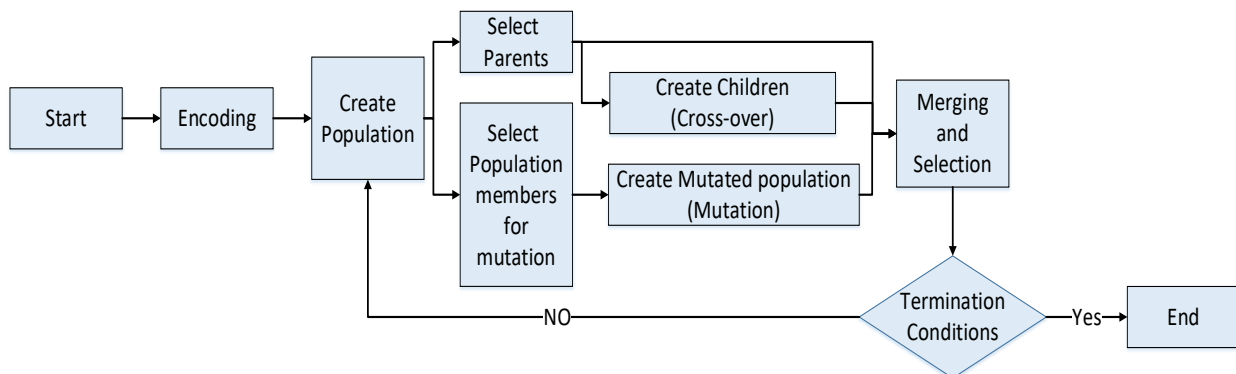 Start
Encoding
Create
Population
Select
Parents
Select
Population
members
for
mutation
Create Children
(Cross-over)
Create Mutated population
(Mutation)
Merging
and
Selection
Termination
Conditions
NO
Yes
End